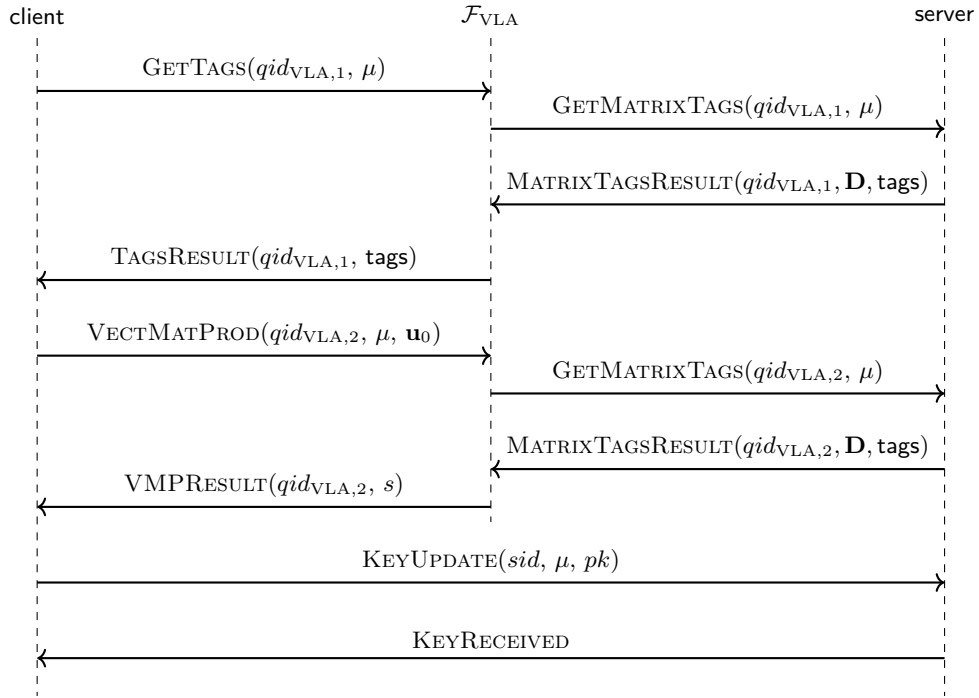 client 𝓕_VLA server
GETTAGS(qid_VLA,1, μ)
GETMATRIXTAGS(qid_VLA,1, μ)
MATRIXTAGSRESULT(qid_VLA,1, D, tags)
TAGSRESULT(qid_VLA,1, tags)
VECTMATPROD(qid_VLA,2, μ, u_0)
GETMATRIXTAGS(qid_VLA,2, μ)
MATRIXTAGSRESULT(qid_VLA,2, D, tags)
VMPRESULT(qid_VLA,2, s)
KEYUPDATE(sid, μ, pk)
KEYRECEIVED